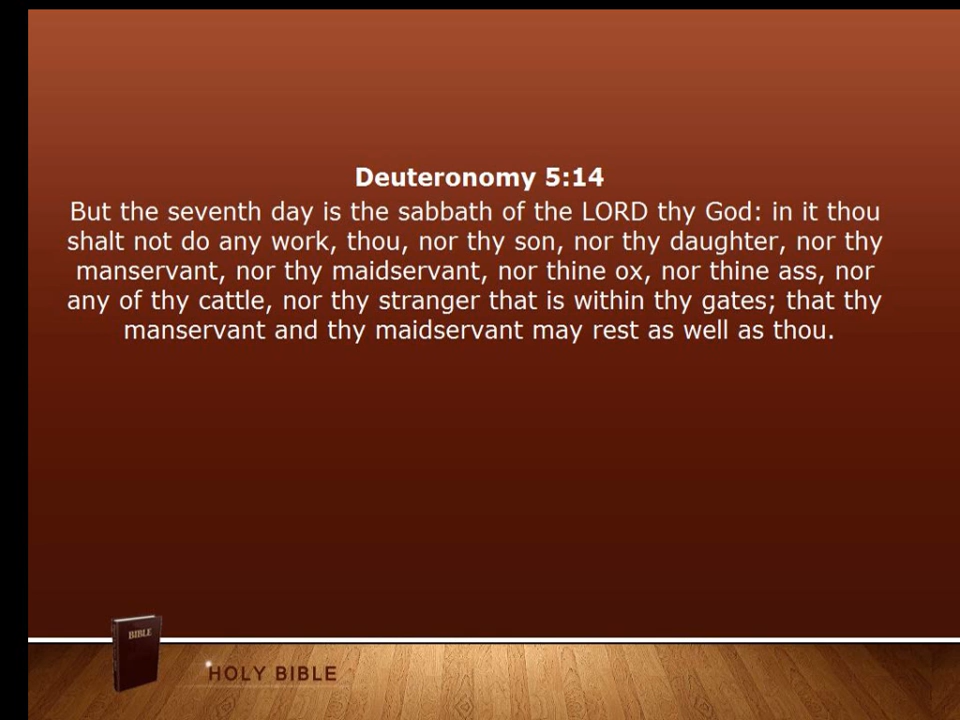 Deuteronomy 5:14
But the seventh day is the sabbath of the LORD thy God: in it thou
shalt not do any work, thou, nor thy son, nor thy daughter, nor thy
manservant, nor thy maidservant, nor thine ox, nor thine ass, nor
any of thy cattle, nor thy stranger that is within thy gates; that thy
manservant and thy maidservant may rest as well as thou.
BIBLE
HOLY BIBLE